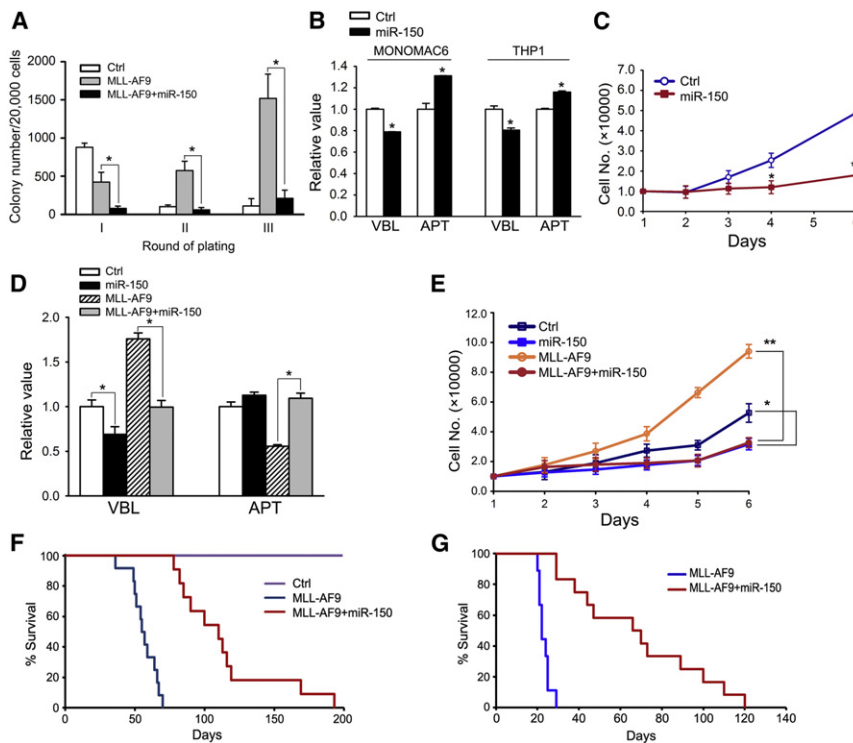 A
Ctrl
MLL-AF9
MLL-AF9+miR-150
Colony number/20,000 cells
2000
1500
1000
500
0
*
*
*
I
II
III
Round of plating
B
Ctrl
miR-150
MONOMAC6
THP1
Relative value
1.4
1.2
1.0
0.8
0.6
0.4
0.2
0.0
*
*
*
*
VBL
APT
VBL
APT
C
Ctrl
miR-150
Cell No. (×10000)
7.0
6.0
5.0
4.0
3.0
2.0
1.0
0.0
*
1
2
3
4
5
Days
D
Ctrl
miR-150
MLL-AF9
MLL-AF9+miR-150
Relative value
2.0
1.5
1.0
0.5
0.0
*
*
*
VBL
APT
E
Ctrl
miR-150
MLL-AF9
MLL-AF9+miR-150
Cell No. (×10000)
12.0
10.0
8.0
6.0
4.0
2.0
0.0
**
*
1
2
3
4
5
6
Days
F
Ctrl
MLL-AF9
MLL-AF9+miR-150
% Survival
100
80
60
40
20
0
0
50
100
150
200
Days
G
MLL-AF9
MLL-AF9+miR-150
% Survival
100
80
60
40
20
0
0
20
40
60
80
100
120
140
Days